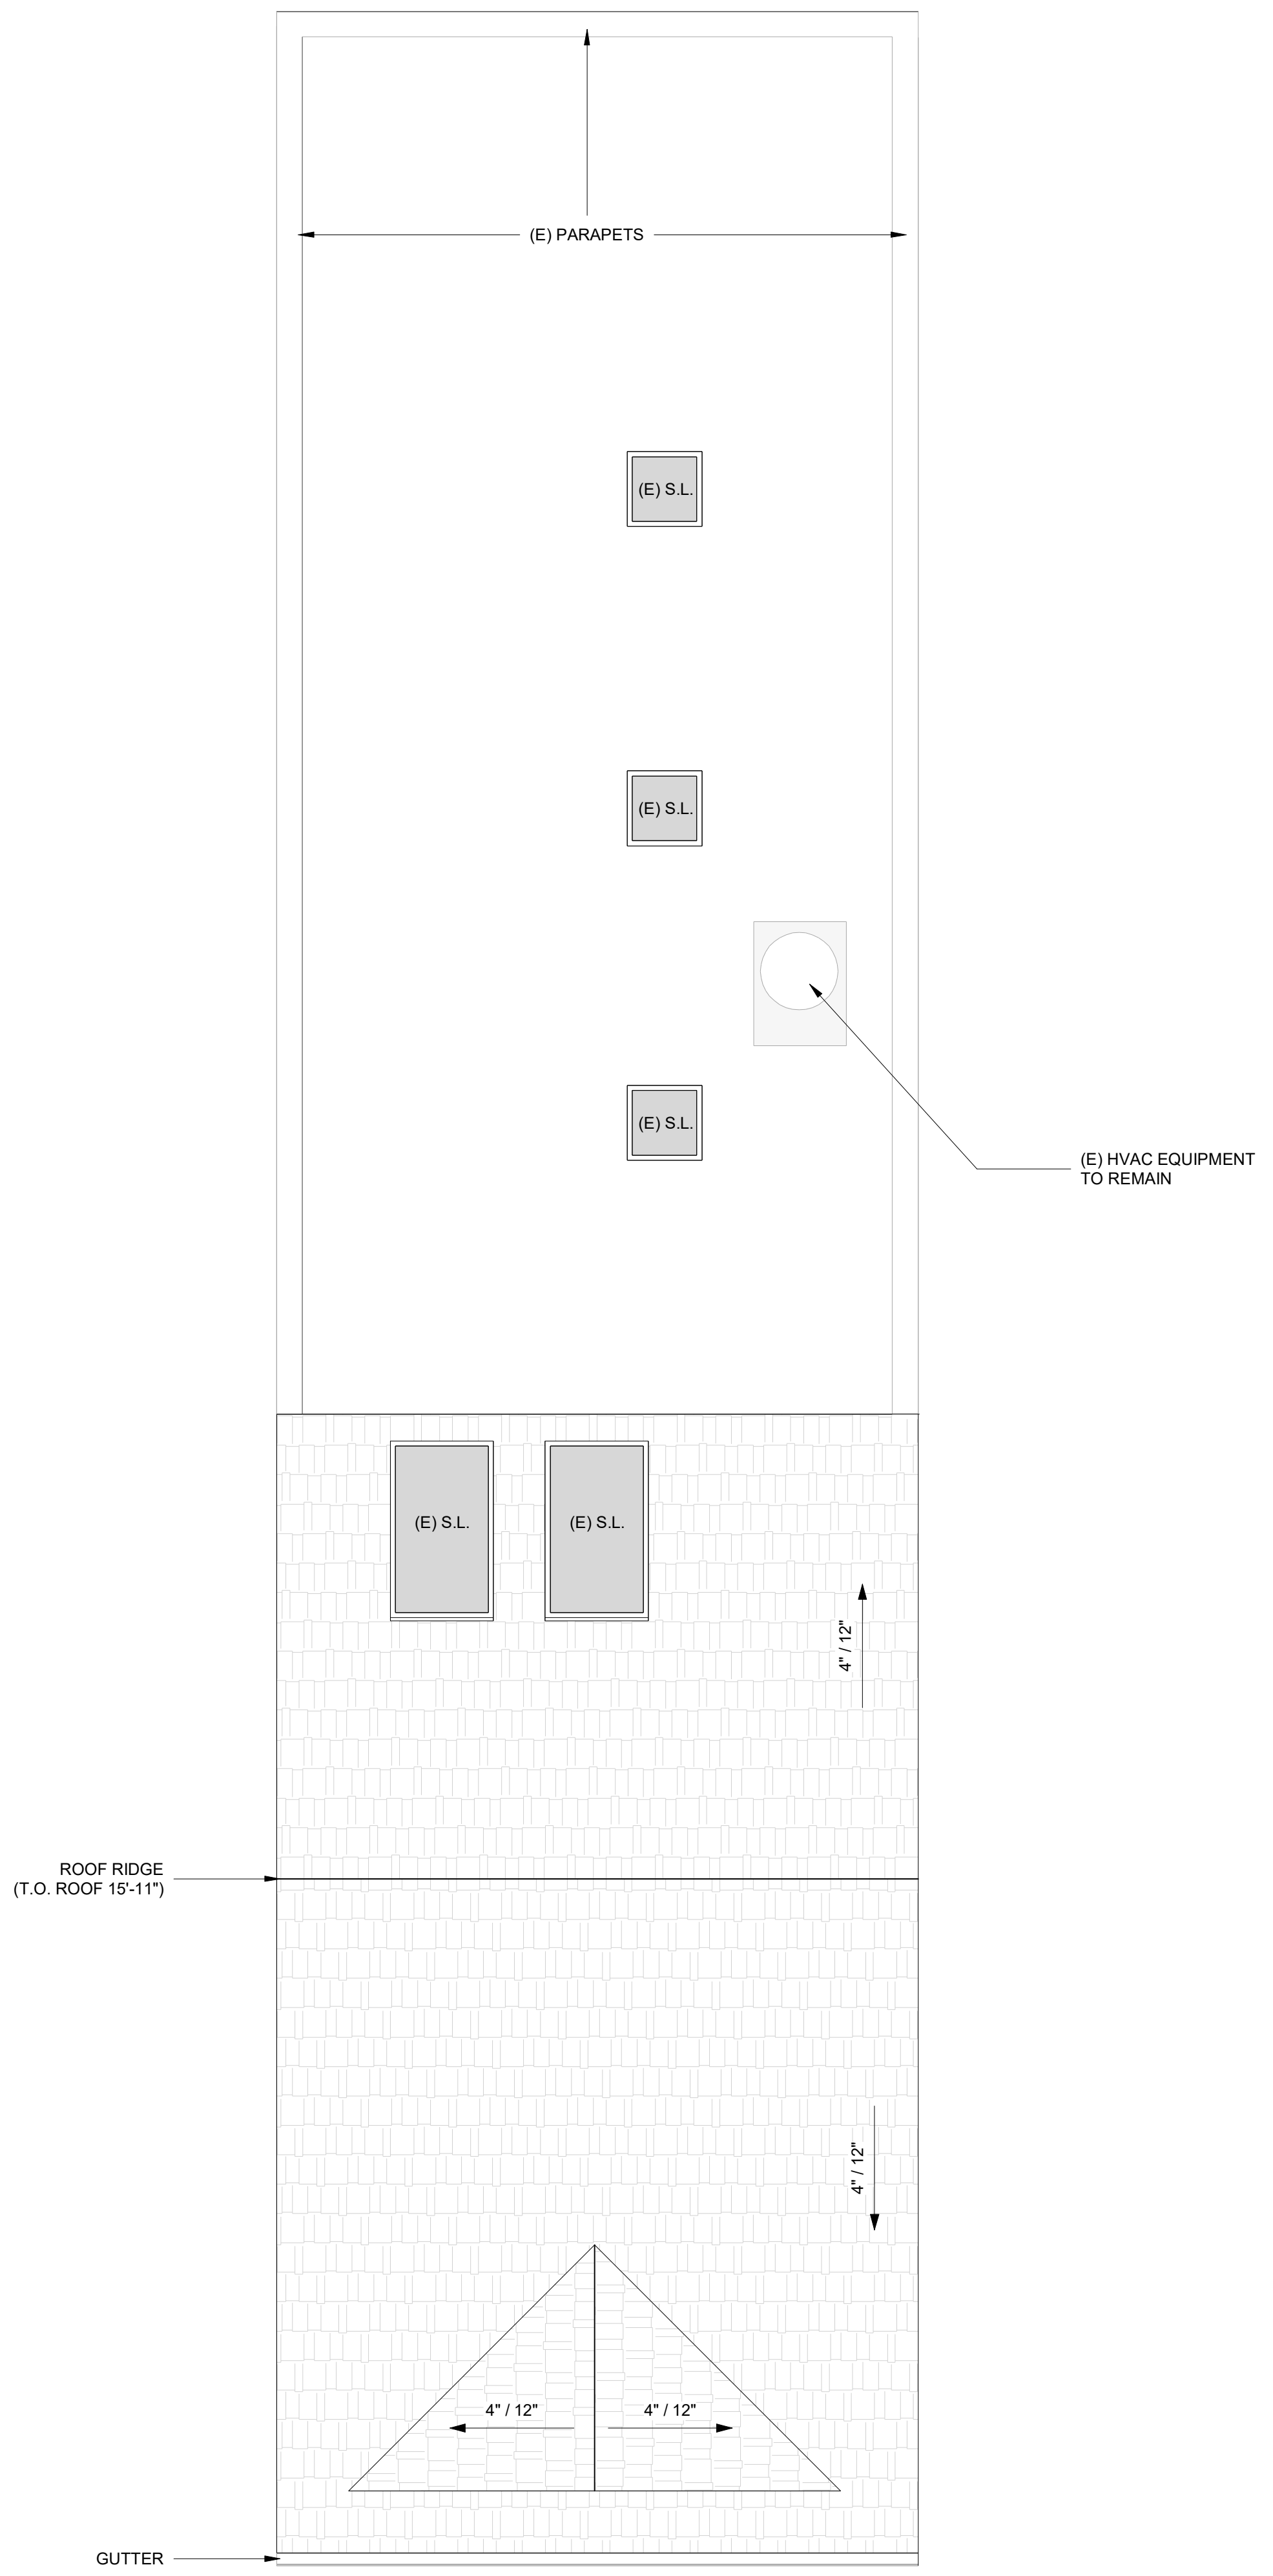 (E) PARAPETS
(E) S.L.
(E) S.L.
(E) S.L.
(E) HVAC EQUIPMENT
TO REMAIN
(E) S.L.
(E) S.L.
4" / 12"
ROOF RIDGE
(T.O. ROOF 15'-11")
4" / 12"
4" / 12"
4" / 12"
GUTTER